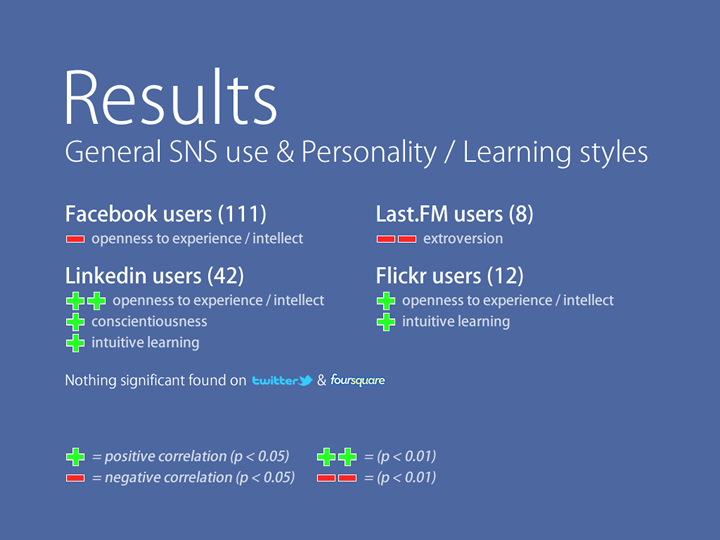 Results
General SNS use & Personality / Learning styles
Facebook users (111)
openness to experience / intellect
Linkedin users (42)
openness to experience / intellect
conscientiousness
intuitive learning
Last.FM users (8)
extroversion
Flickr users (12)
openness to experience / intellect
intuitive learning
Nothing significant found on twitter & foursquare
= positive correlation (p < 0.05)
= negative correlation (p < 0.05)
= (p < 0.01)
= (p < 0.01)